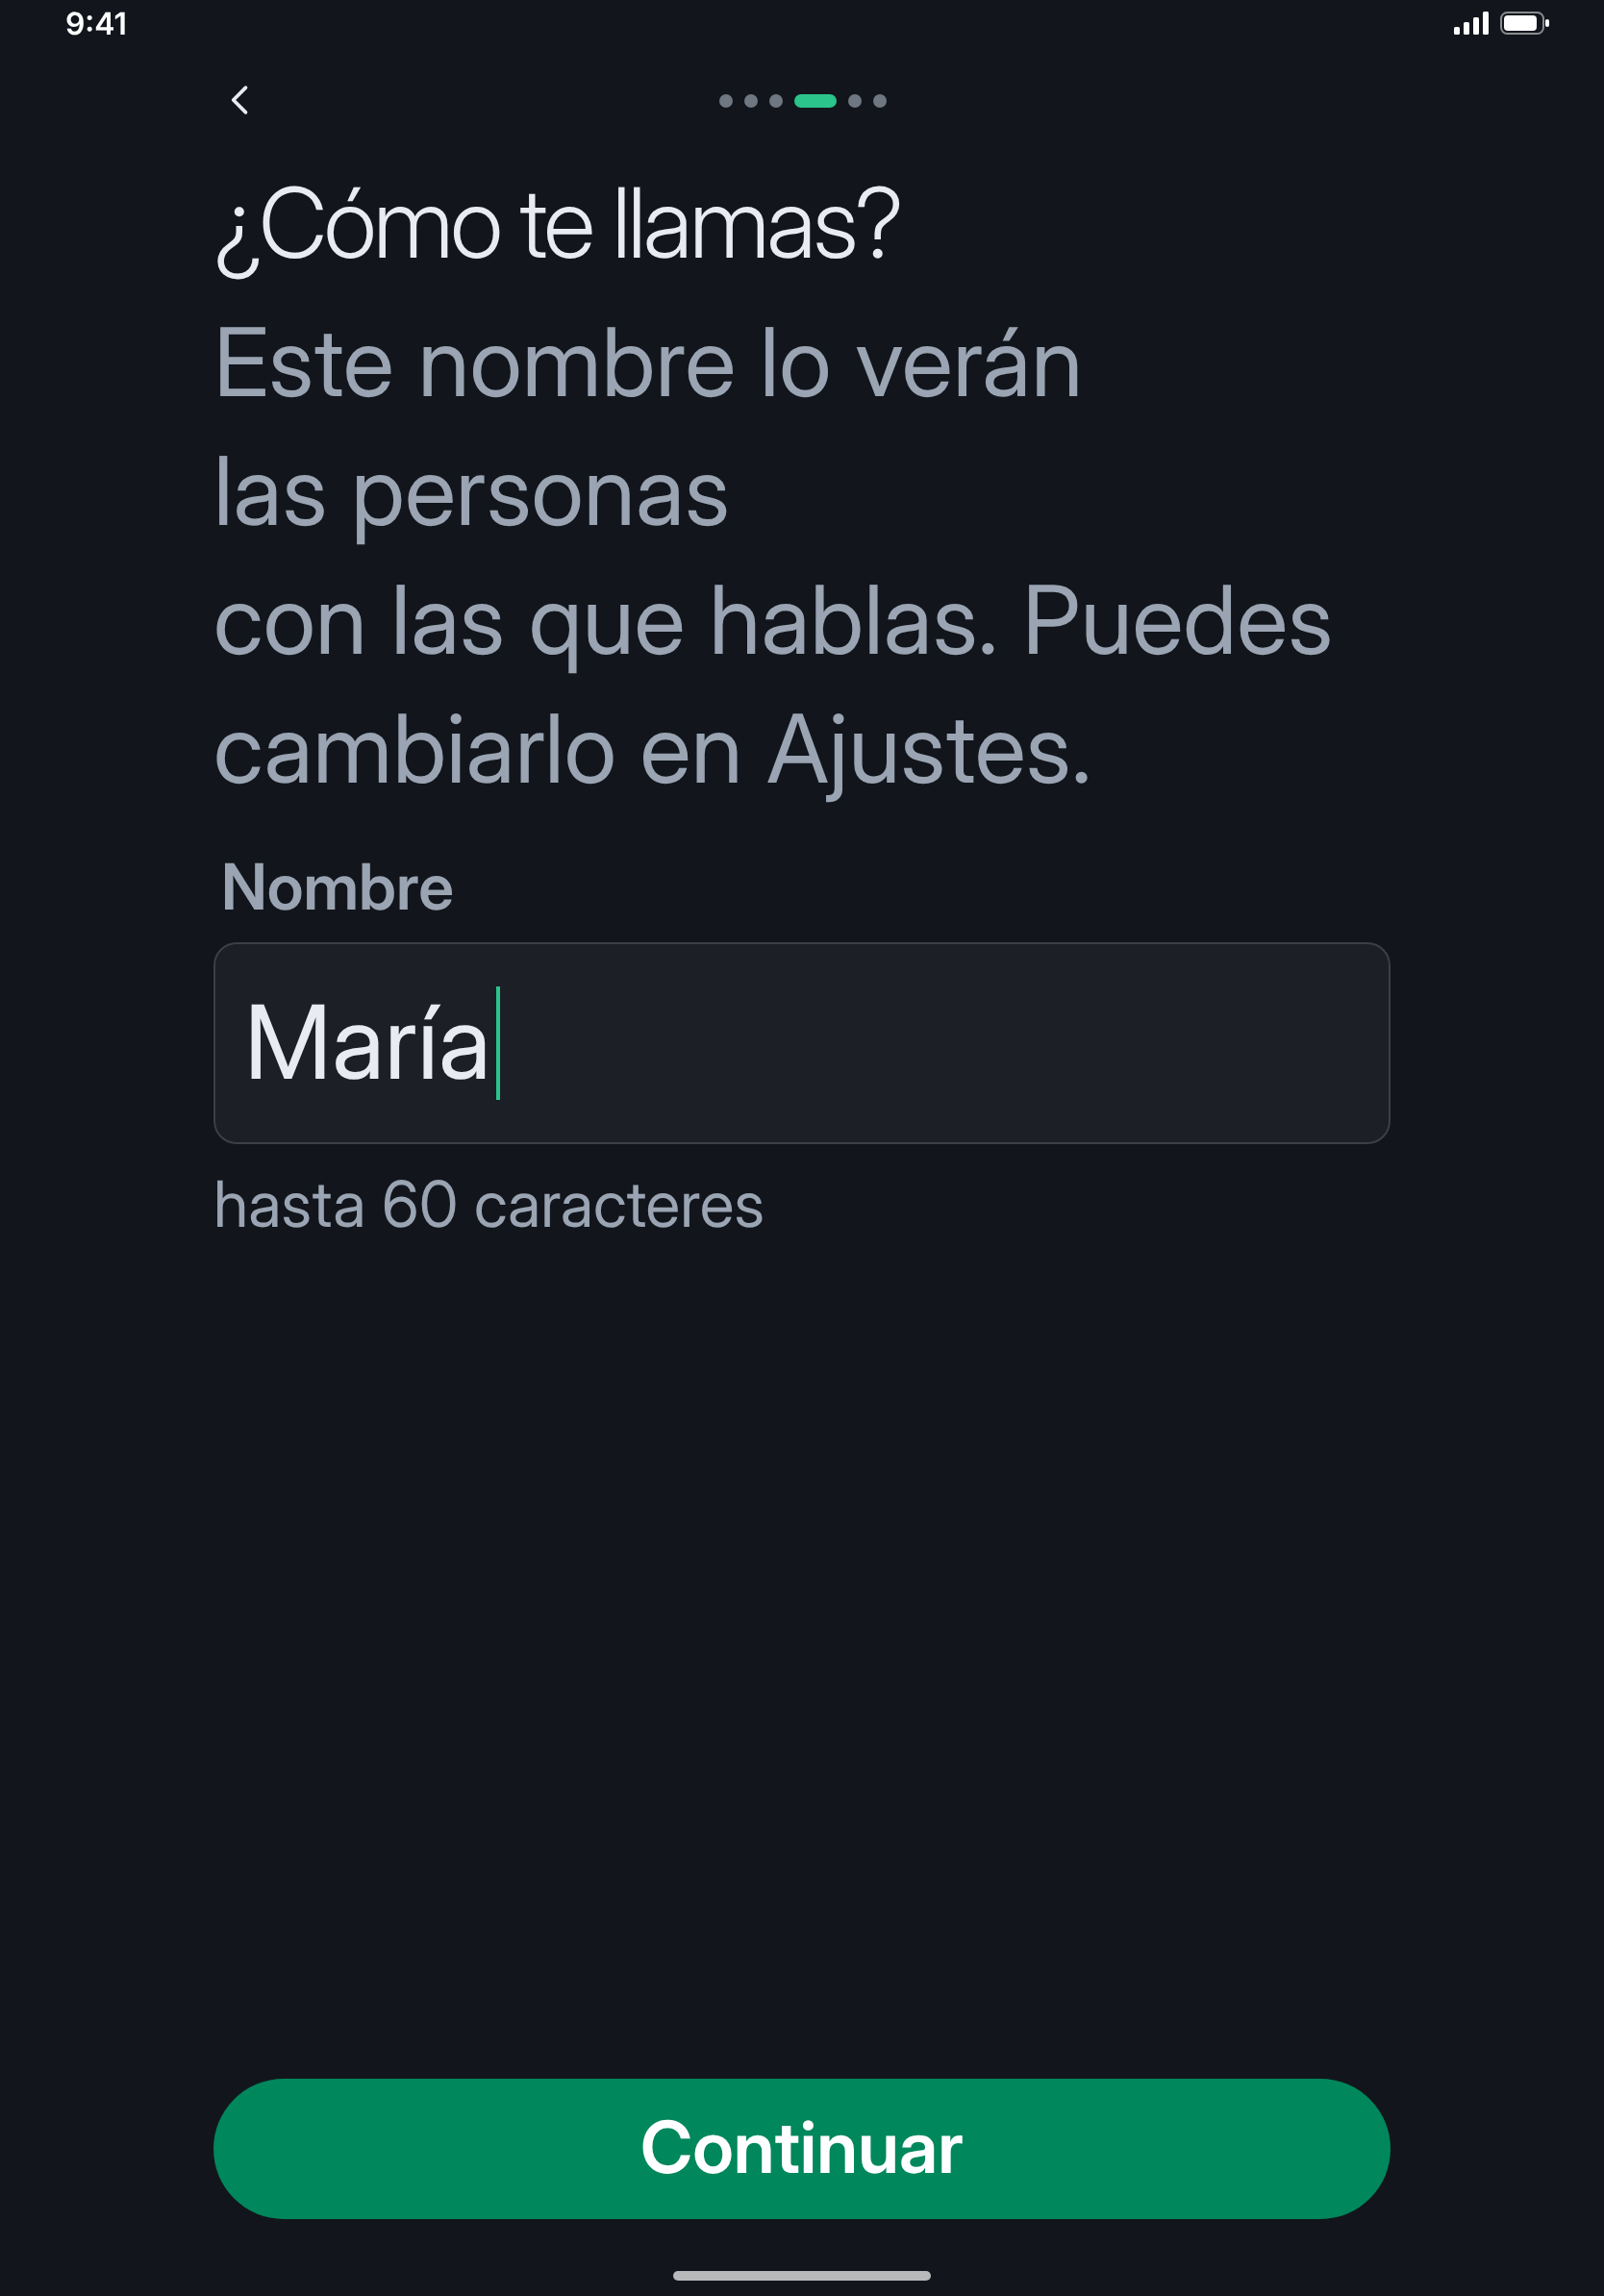 9:41
¿Cómo te llamas?
Este nombre lo verán
las personas
con las que hablas. Puedes
cambiarlo en Ajustes.
Nombre
María
hasta 60 caracteres
Continuar